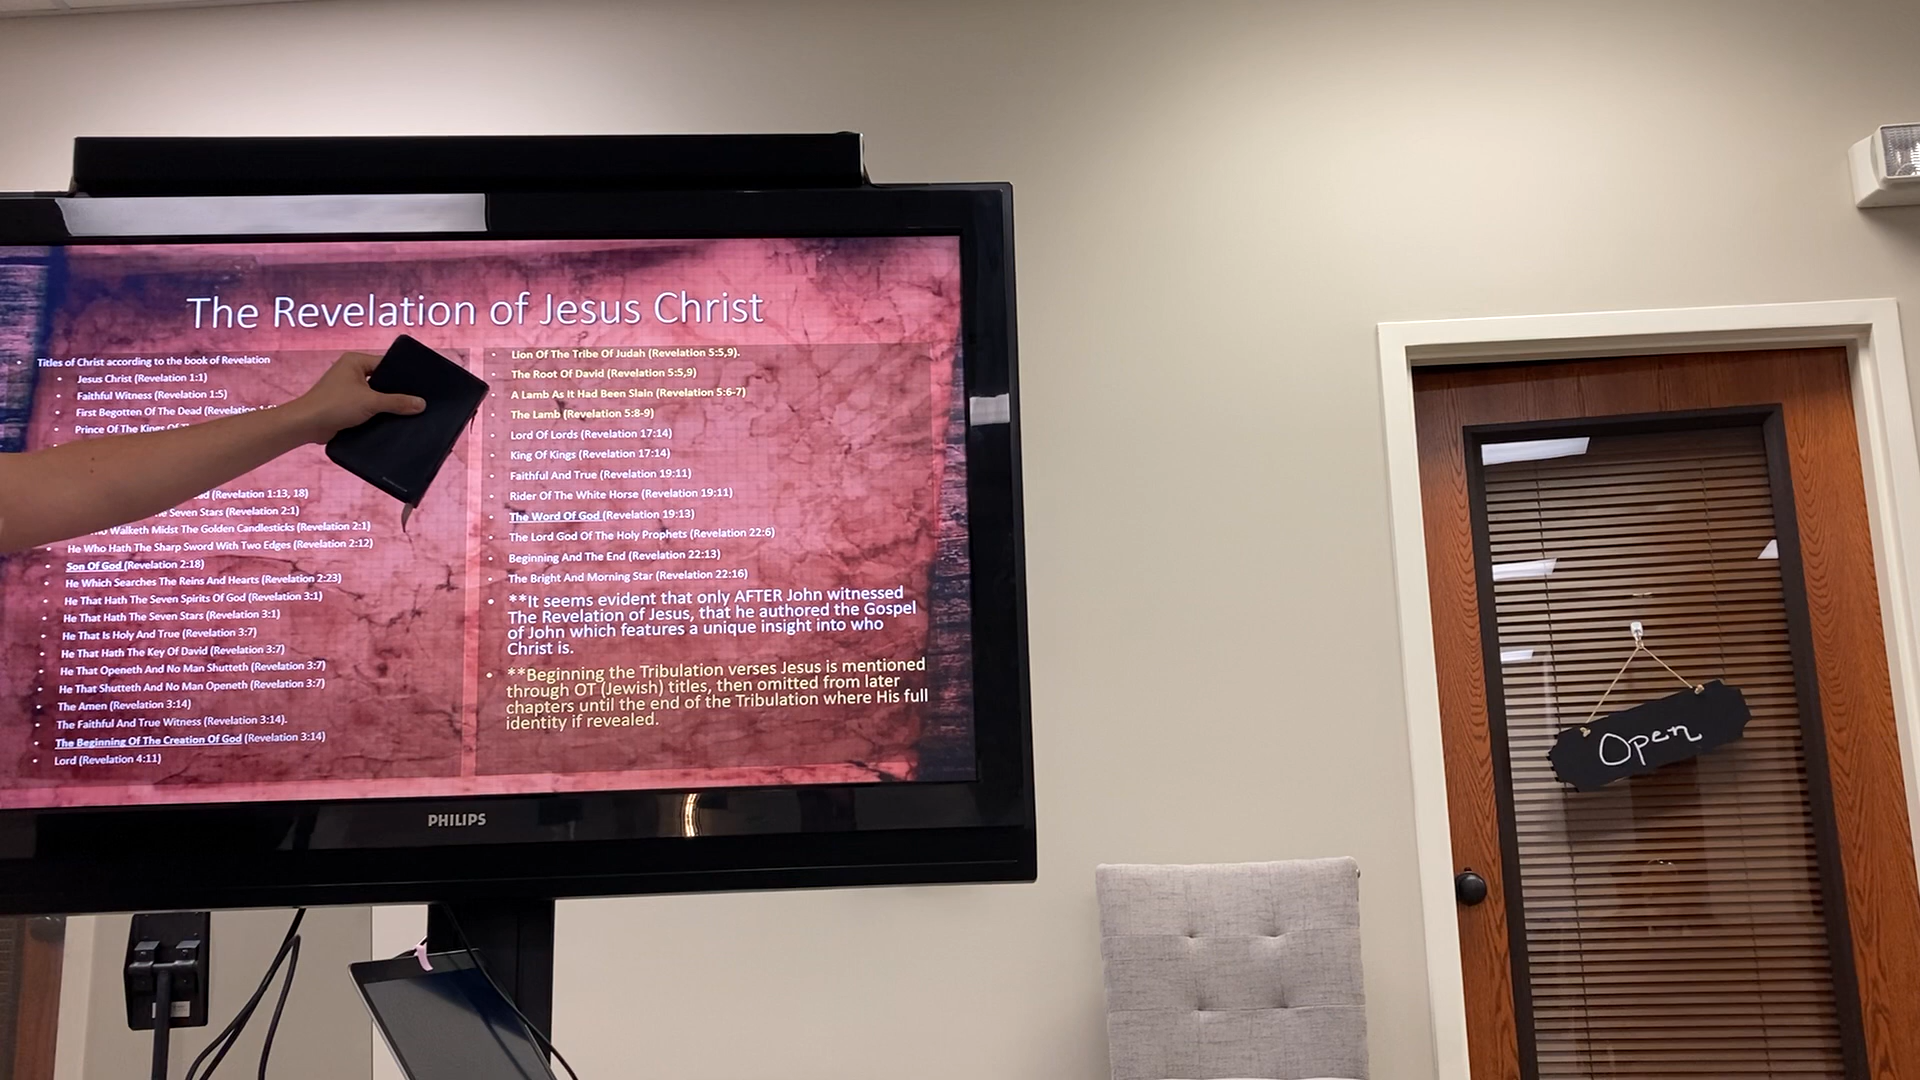 The Revelation of Jesus Christ
Titles of Christ according to the book of Revelation
Jesus Christ (Revelation 1:1)
Faithful Witness (Revelation 1:5)
First Begotten Of The Dead (Revelation
Prince Of The Kings Of
(Revelation 1:13, 18)
Seven Stars (Revelation 2:1)
Walketh Midst The Golden Candlesticks (Revelation 2:1)
He Who Hath The Sharp Sword With Two Edges (Revelation 2:12)
Son Of God (Revelation 2:18)
He Which Searches The Reins And Hearts (Revelation 2:23)
He That Hath The Seven Spirits Of God (Revelation 3:1)
He That Hath The Seven Stars (Revelation 3:1)
He That Is Holy And True (Revelation 3:7)
He That Hath The Key Of David (Revelation 3:7)
He That Openeth And No Man Shutteth (Revelation 3:7)
He That Shutteth And No Man Openeth (Revelation 3:7)
The Amen (Revelation 3:14)
The Faithful And True Witness (Revelation 3:14).
The Beginning Of The Creation Of God (Revelation 3:14)
Lord (Revelation 4:11)
Lion Of The Tribe Of Judah (Revelation 5:5,9).
The Root Of David (Revelation 5:5,9)
A Lamb As It Had Been Slain (Revelation 5:6-7)
The Lamb (Revelation 5:8-9)
Lord Of Lords (Revelation 17:14)
King Of Kings (Revelation 17:14)
Faithful And True (Revelation 19:11)
Rider Of The White Horse (Revelation 19:11)
The Word Of God (Revelation 19:13)
The Lord God Of The Holy Prophets (Revelation 22:6)
Beginning And The End (Revelation 22:13)
The Bright And Morning Star (Revelation 22:16)
**It seems evident that only AFTER John witnessed
The Revelation of Jesus, that he authored the Gospel
of John which features a unique insight into who
Christ is.
**Beginning the Tribulation verses Jesus is mentioned
through OT (Jewish) titles, then omitted from later
chapters until the end of the Tribulation where His full
identity if revealed.
PHILIPS
Open